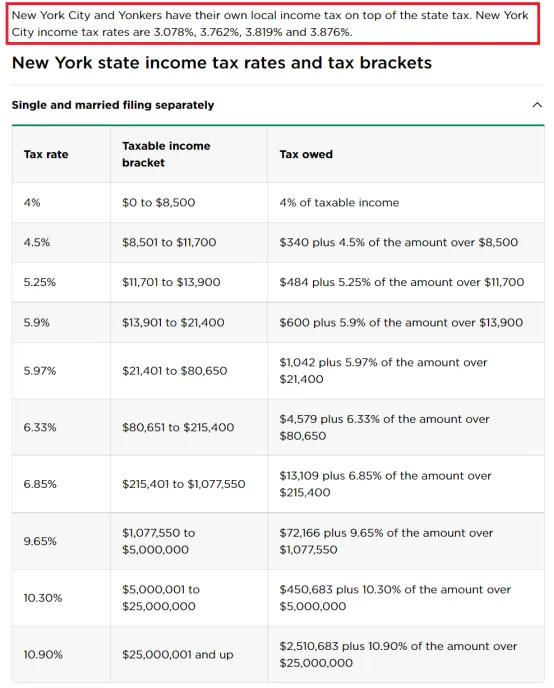 New York City and Yonkers have their own local income tax on top of the state tax. New York
City income tax rates are 3.078%, 3.762%, 3.819% and 3.876%.
New York state income tax rates and tax brackets
Single and married filing separately
Tax rate
Taxable income
bracket
Tax owed
4%
$0 to $8,500
4% of taxable income
4.5%
$8,501 to $11,700
$340 plus 4.5% of the amount over $8,500
5.25%
$11,701 to $13,900
$484 plus 5.25% of the amount over $11,700
5.9%
$13,901 to $21,400
$600 plus 5.9% of the amount over $13,900
5.97%
$21,401 to $80,650
$1,042 plus 5.97% of the amount over
$21,400
6.33%
$80,651 to $215,400
$4,579 plus 6.33% of the amount over
$80,650
6.85%
$215,401 to $1,077,550
$13,109 plus 6.85% of the amount over
$215,400
9.65%
$1,077,550 to
$5,000,000
$72,166 plus 9.65% of the amount over
$1,077,550
10.30%
$5,000,001 to
$25,000,000
$450,683 plus 10.30% of the amount over
$5,000,000
10.90%
$25,000,001 and up
$2,510,683 plus 10.90% of the amount over
$25,000,000